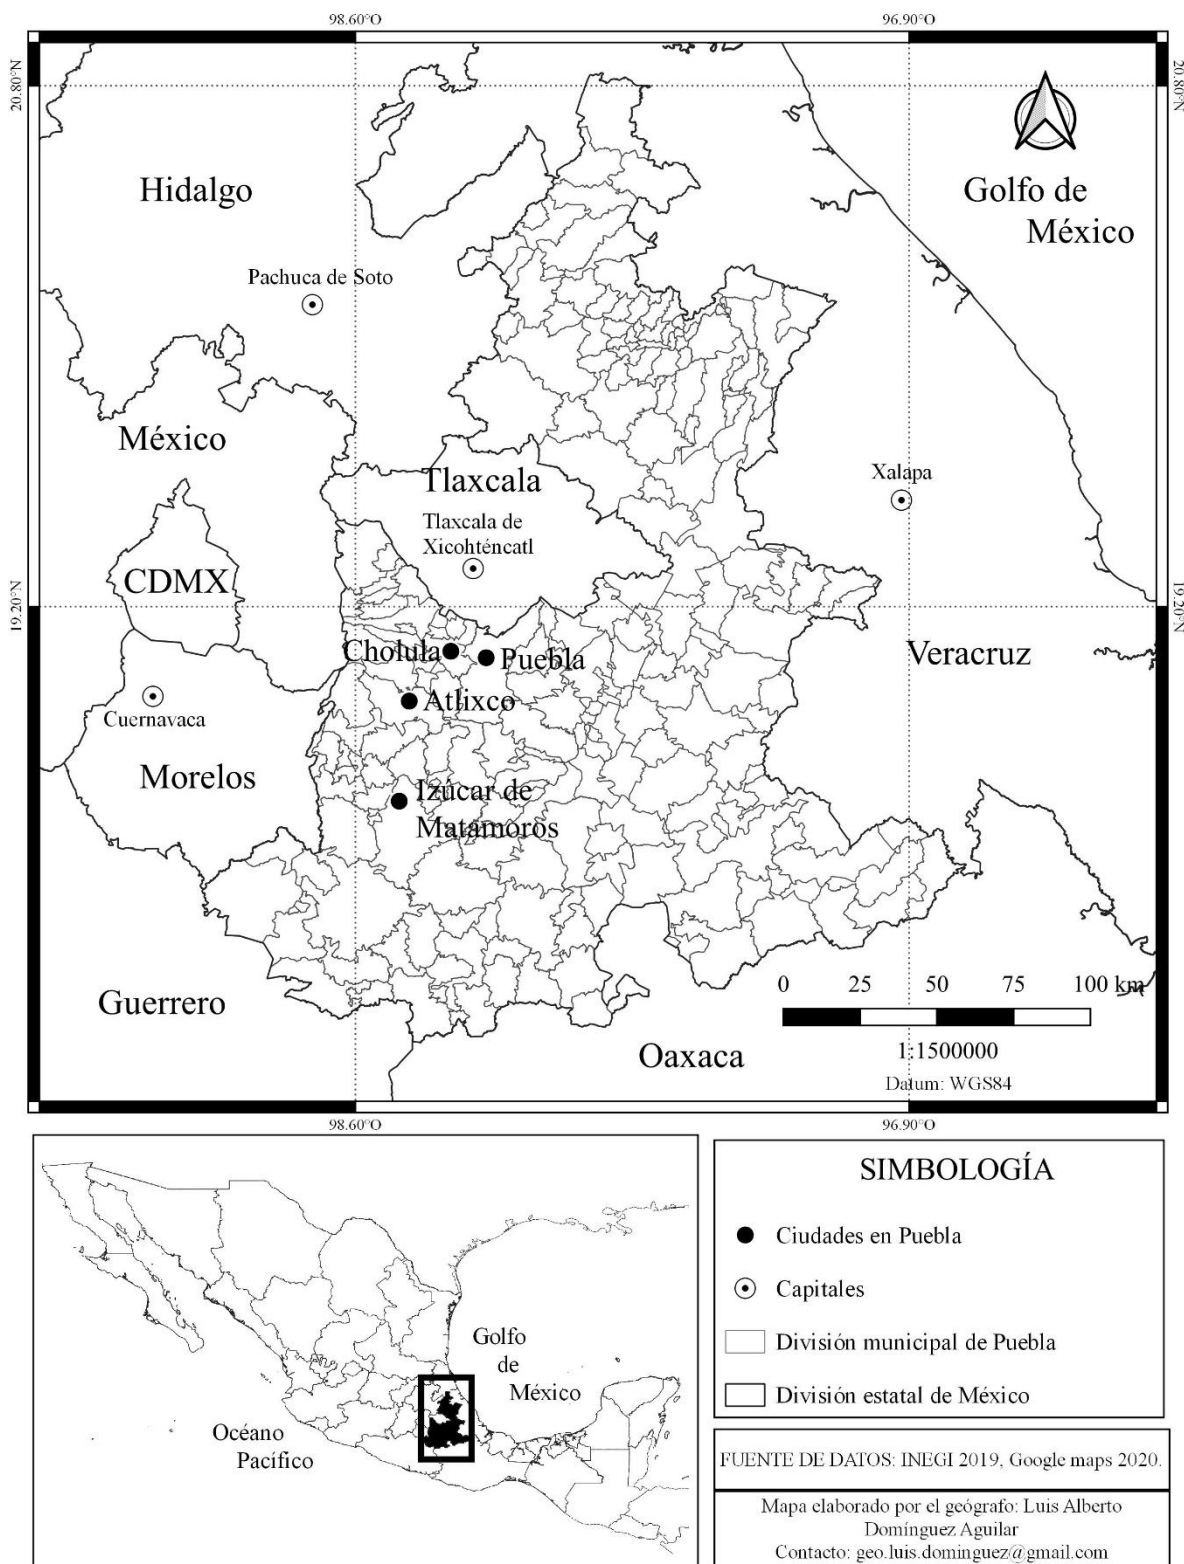 98.60°O
96.90°O
20.80°N
20.80°N
Hidalgo
Golfo de
México
Pachuca de Soto
México
Tlaxcala
Xalapa
Tlaxcala de
Xicohténcatl
CDMX
19.20°N
19.20°N
Cholula
Puebla
Veracruz
Atlixco
Cuernavaca
Morelos
Izúcar de
Matamoros
Guerrero
0 25 50 75 100 km
Oaxaca
1:1500000
Datum: WGS84
98.60°O
96.90°O
Golfo
de
México
Océano
Pacífico
SIMBOLOGÍA
Ciudades en Puebla
Capitales
División municipal de Puebla
División estatal de México
FUENTE DE DATOS: INEGI 2019, Google maps 2020.
Mapa elaborado por el geógrafo: Luis Alberto
Domínguez Aguilar
Contacto: geo.luis.dominguez@gmail.com